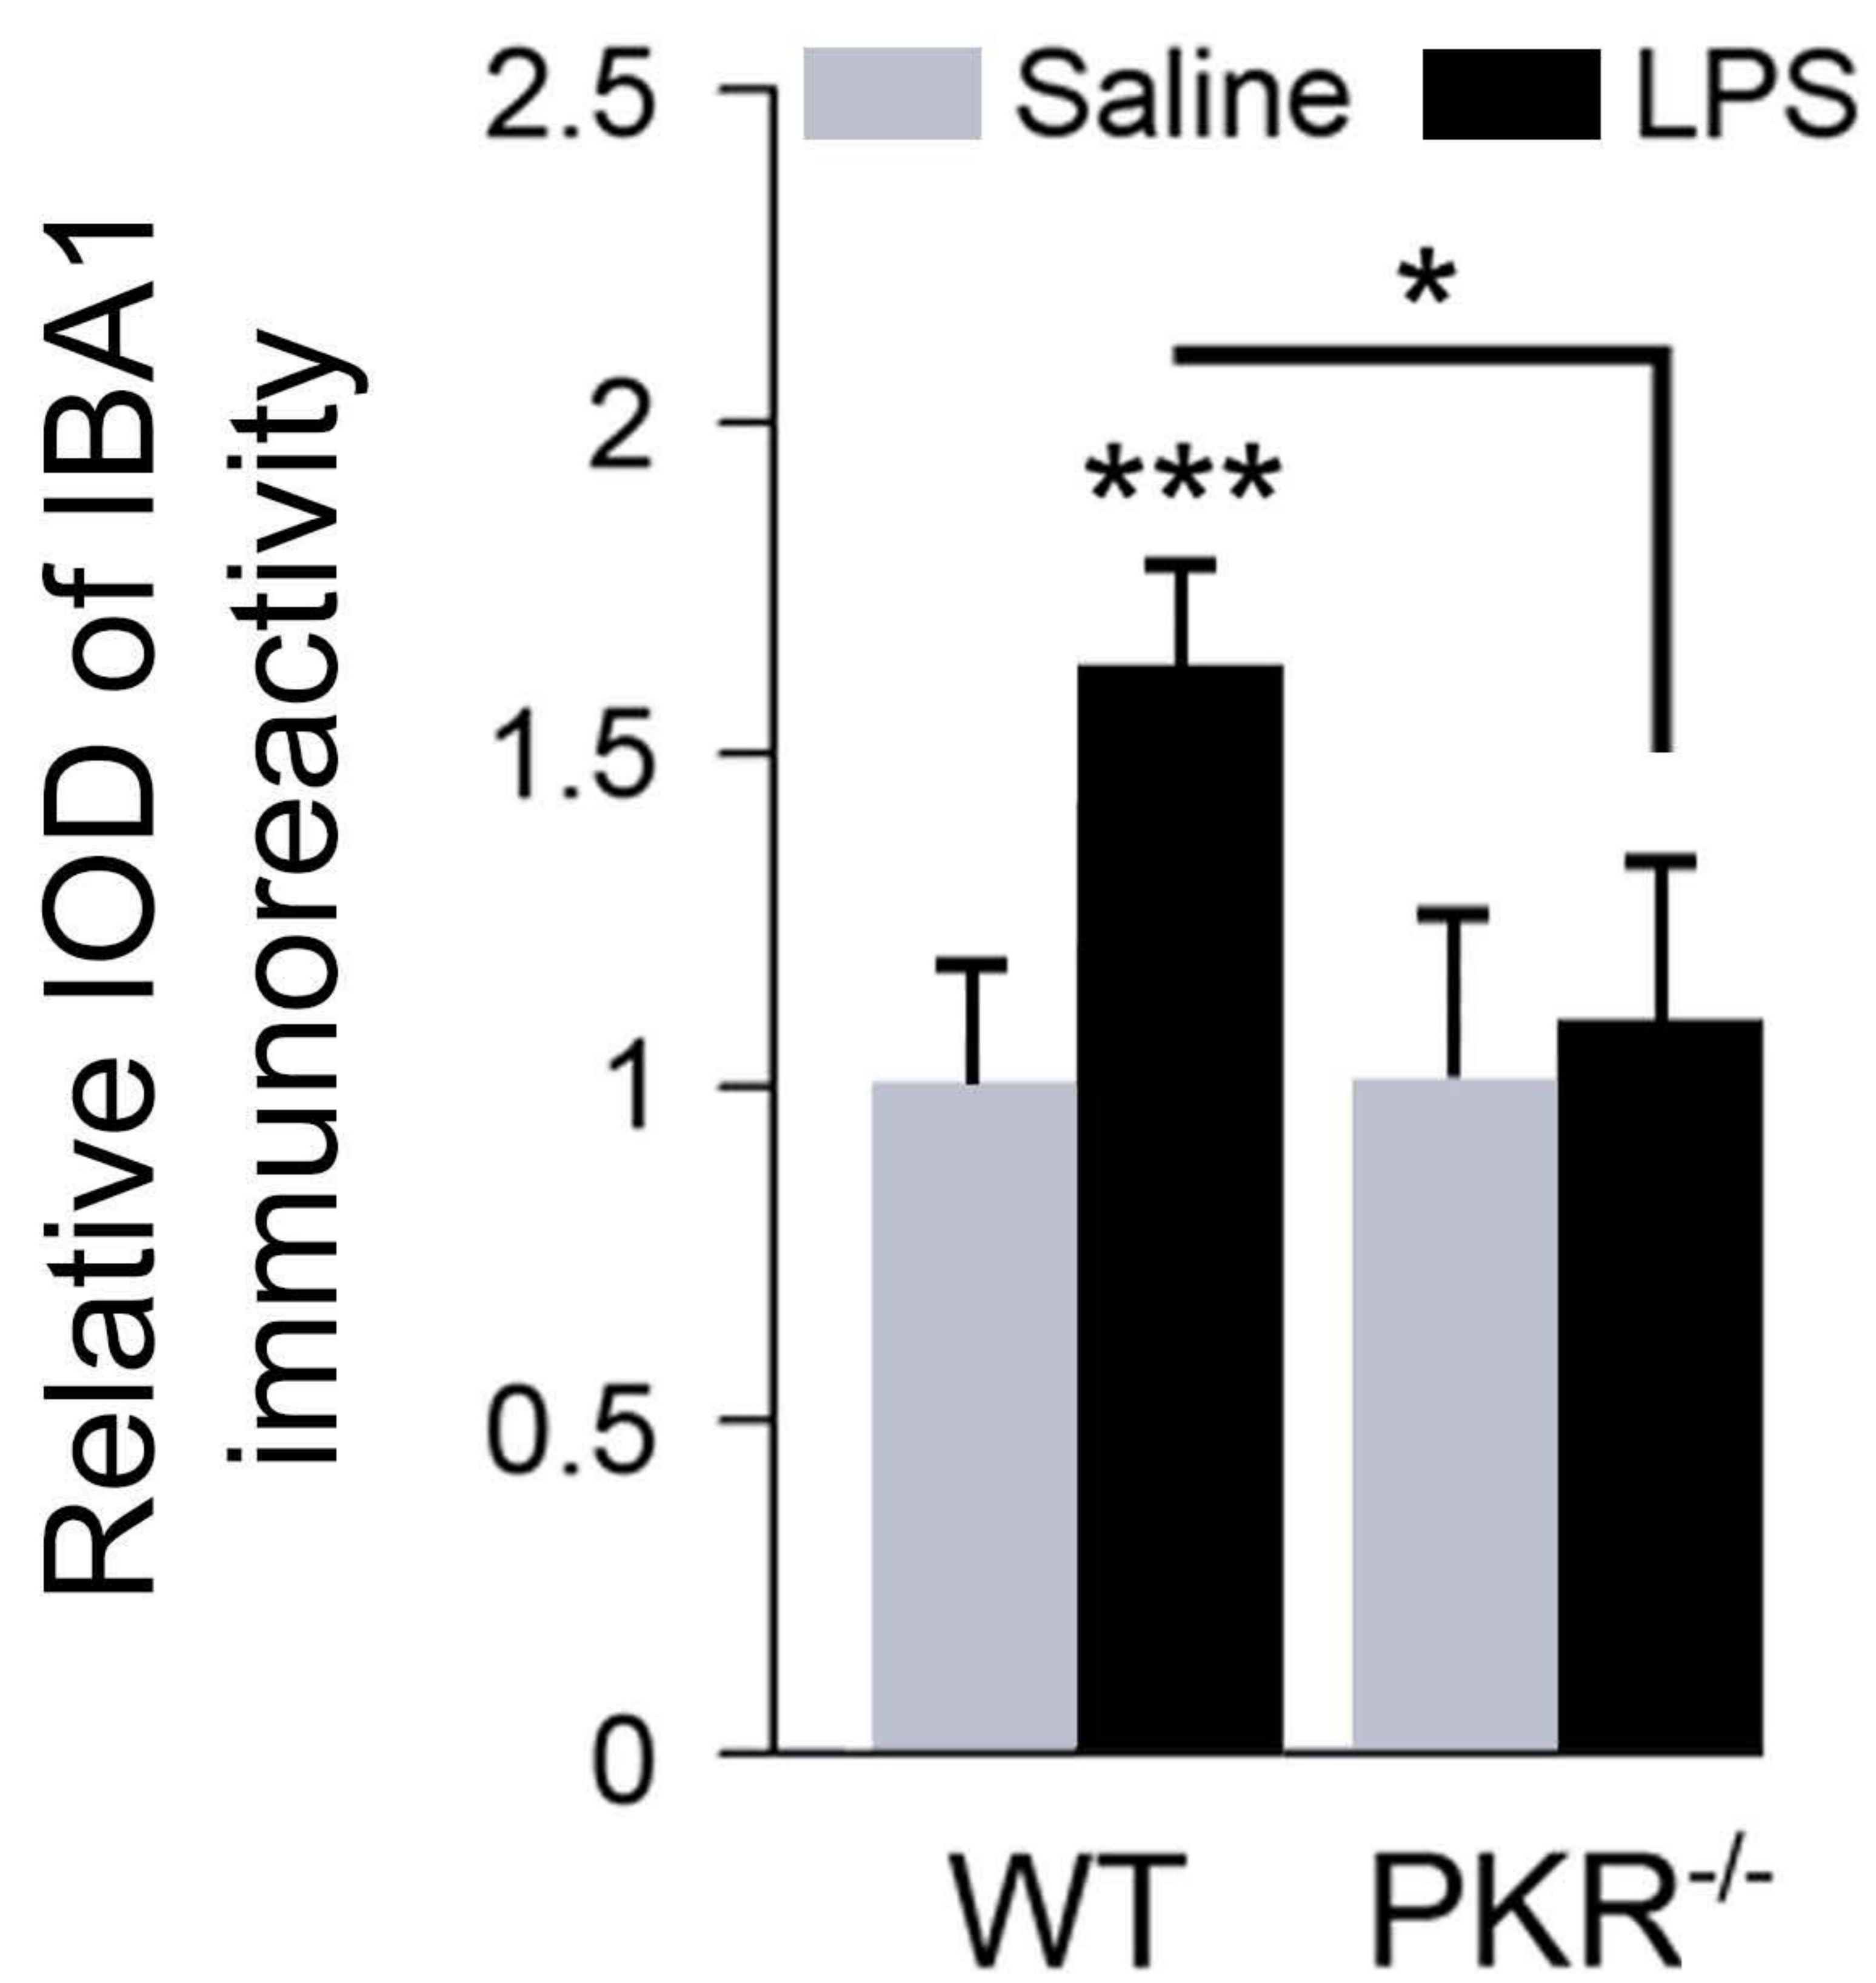 Relative IOD of IBA1
immunoreactivity
Saline LPS
2.5
2
1.5
1
0.5
0
*
***
WT PKR-/-